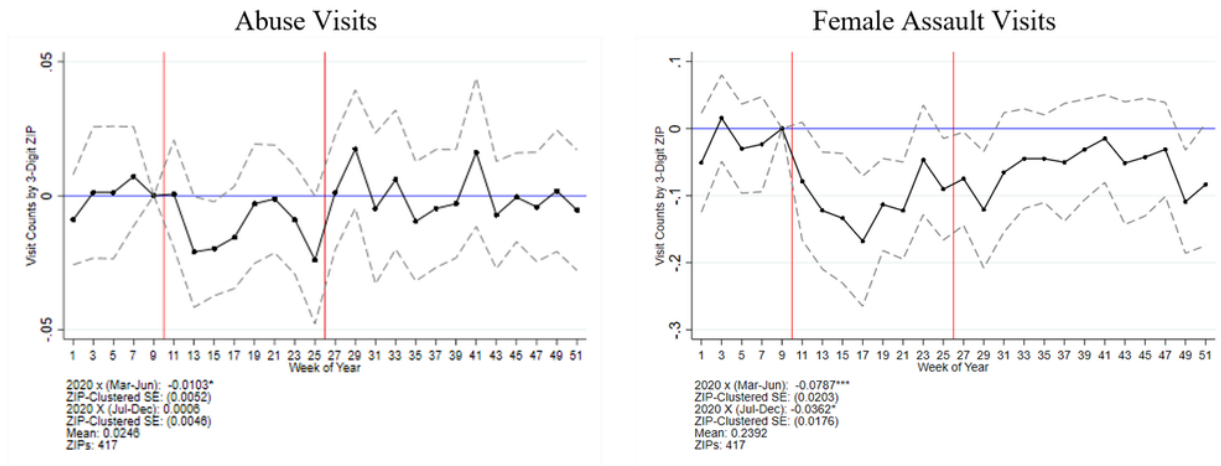 Abuse Visits
.05
0
-.05
Visit Counts by 3-Digit ZIP
1 3 5 7 9 11 13 15 17 19 21 23 25 27 29 31 33 35 37 39 41 43 45 47 49 51
Week of Year
2020 x (Mar-Jun): -0.0103*
ZIP-Clustered SE: (0.0052)
2020 X (Jul-Dec): 0.0006
ZIP-Clustered SE: (0.0046)
Mean: 0.0246
ZIPs: 417
Female Assault Visits
.1
0
-.1
-.2
-.3
Visit Counts by 3-Digit ZIP
1 3 5 7 9 11 13 15 17 19 21 23 25 27 29 31 33 35 37 39 41 43 45 47 49 51
Week of Year
2020 x (Mar-Jun): -0.0787***
ZIP-Clustered SE: (0.0203)
2020 X (Jul-Dec): -0.0362*
ZIP-Clustered SE: (0.0176)
Mean: 0.2392
ZIPs: 417